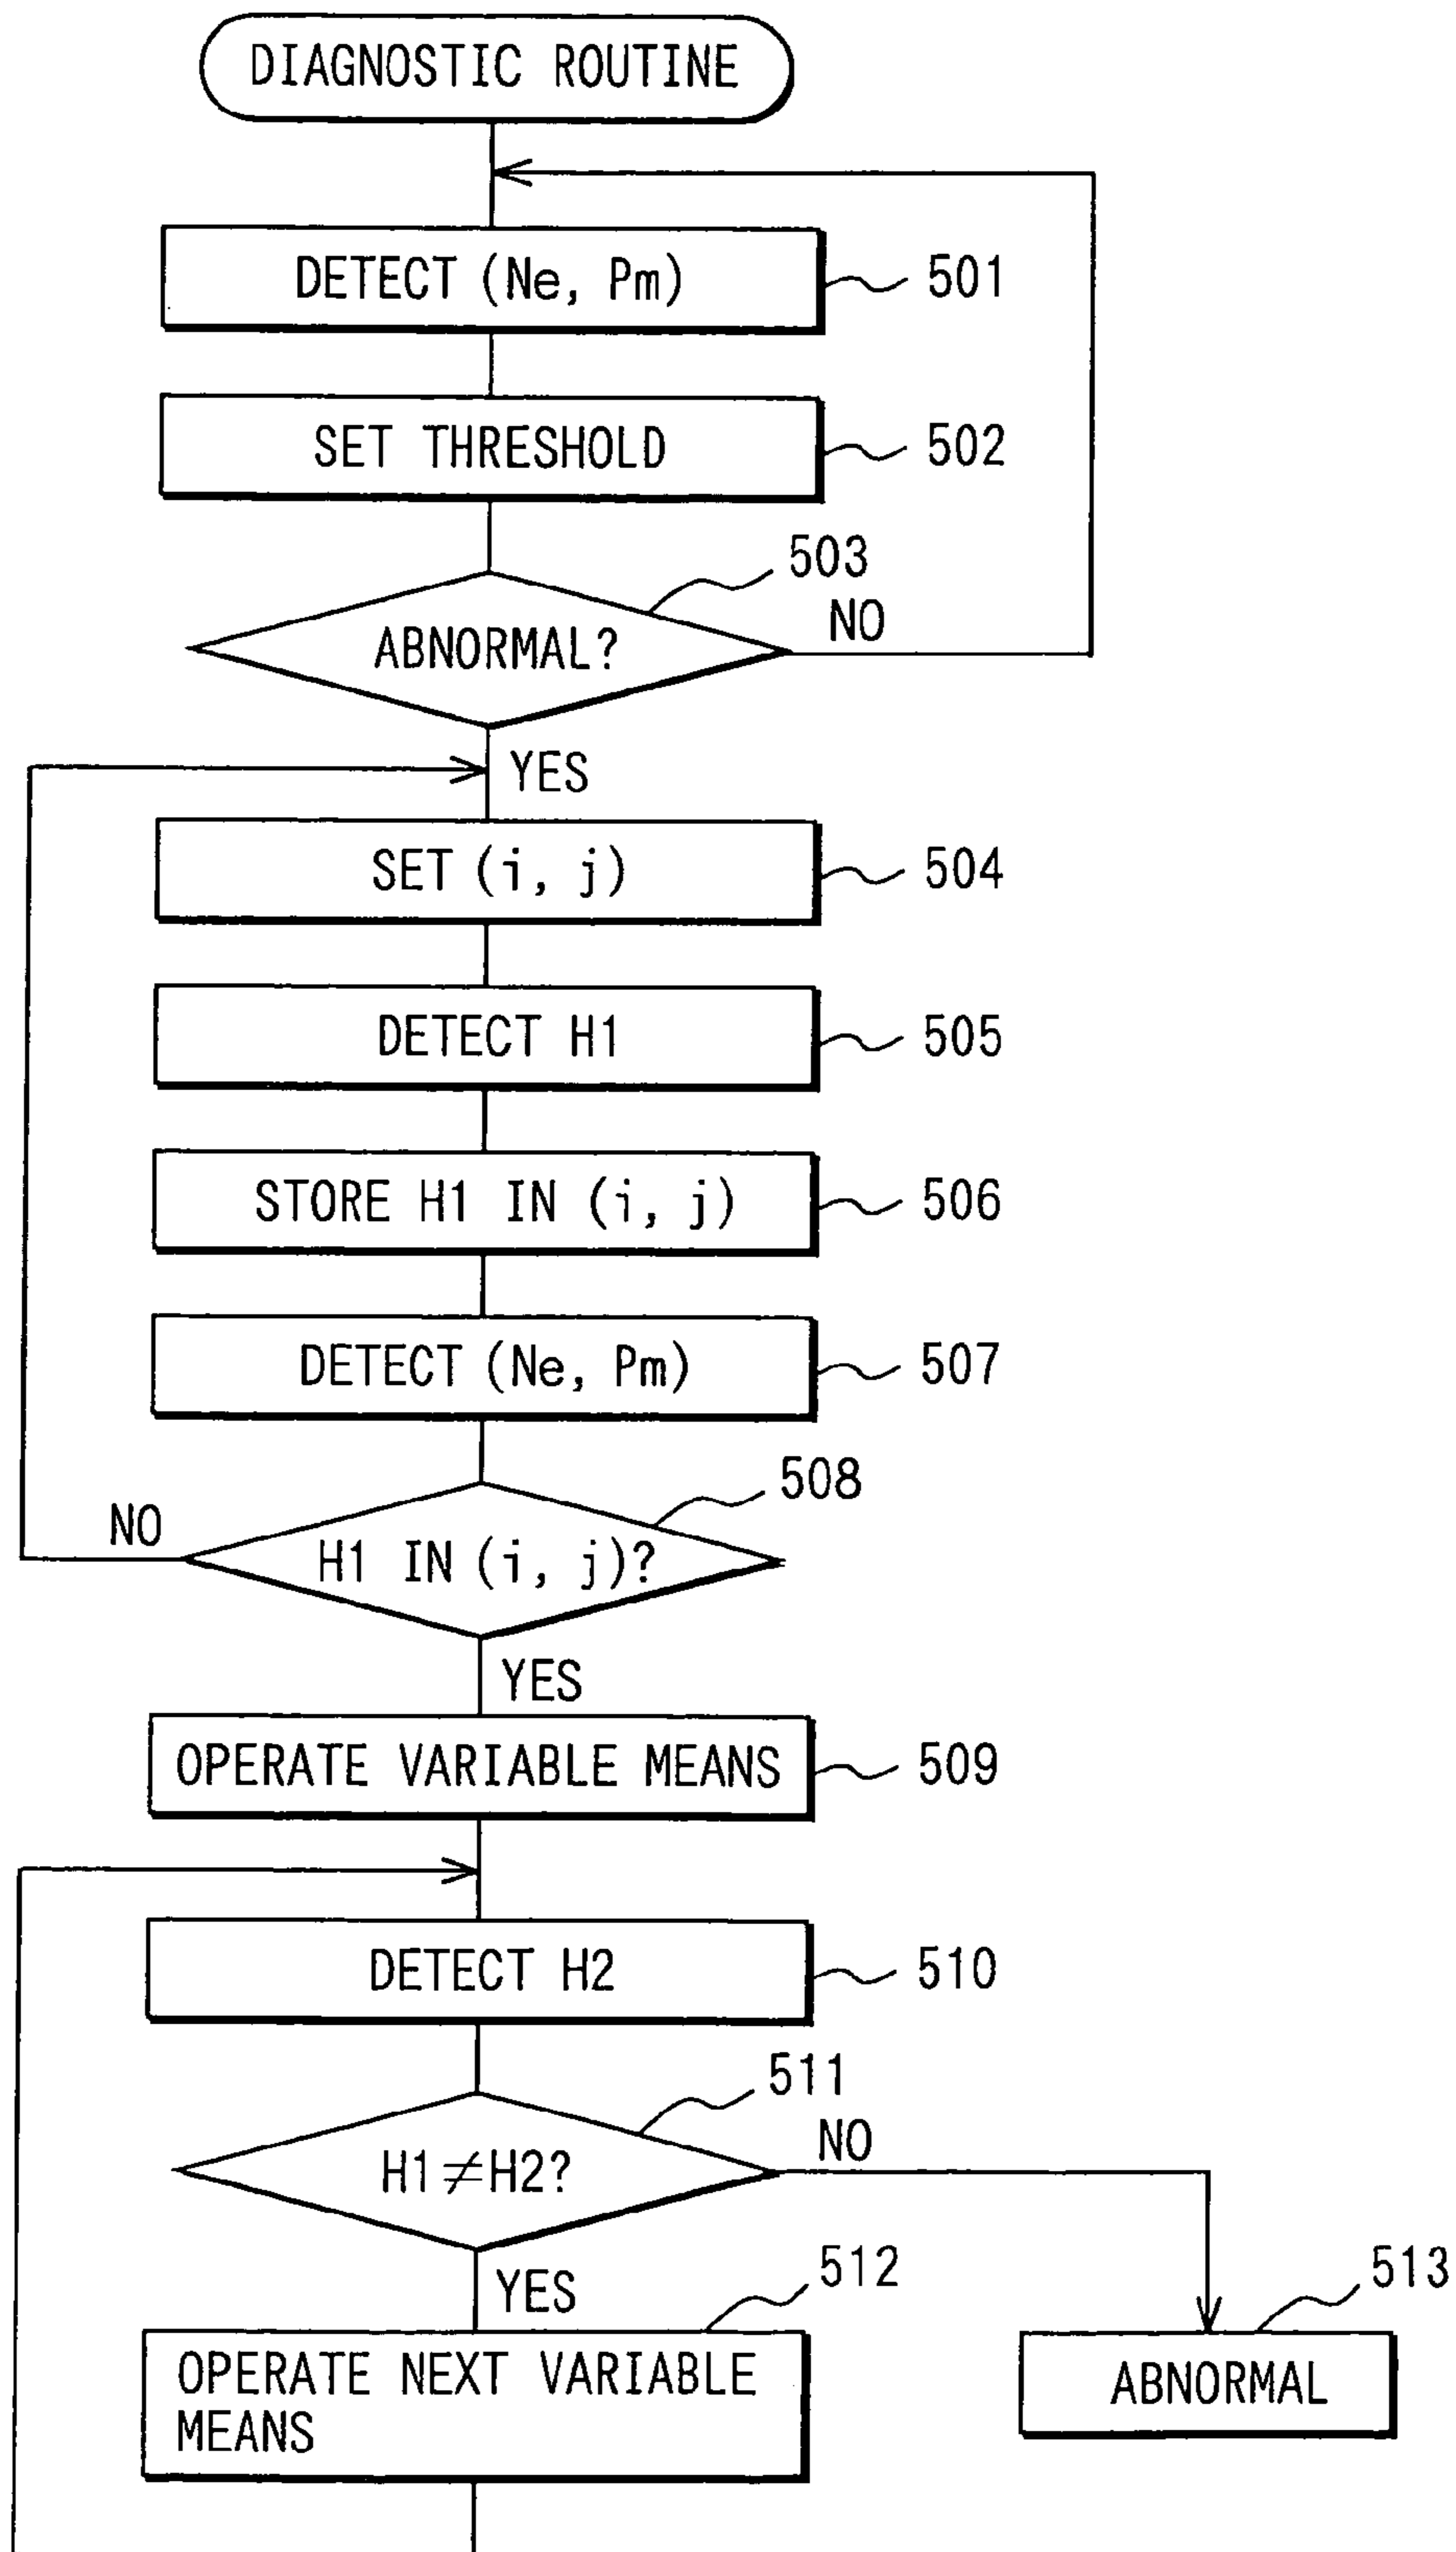 DIAGNOSTIC ROUTINE
DETECT (Ne, Pm)
501
SET THRESHOLD
502
503
ABNORMAL?
NO
YES
SET (i, j)
504
DETECT H1
505
STORE H1 IN (i, j)
506
DETECT (Ne, Pm)
507
508
NO
H1 IN (i, j)?
YES
OPERATE VARIABLE MEANS
509
DETECT H2
510
511
NO
H1≠H2?
YES
512
513
OPERATE NEXT VARIABLE
MEANS
ABNORMAL